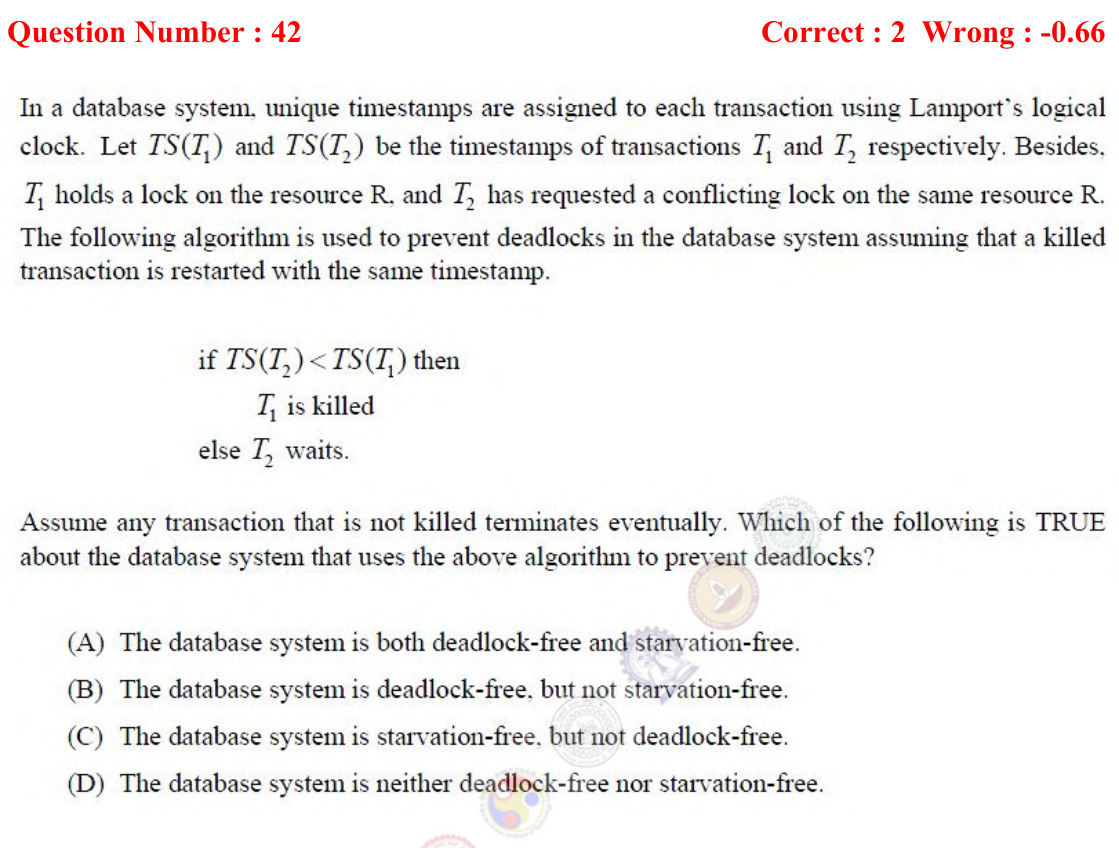 Question Number : 42 Correct : 2 Wrong : -0.66
In a database system, unique timestamps are assigned to each transaction using Lamport's logical
clock. Let TS(T₁) and TS(T₂) be the timestamps of transactions T₁ and T₂ respectively. Besides,
T₁ holds a lock on the resource R, and T₂ has requested a conflicting lock on the same resource R.
The following algorithm is used to prevent deadlocks in the database system assuming that a killed
transaction is restarted with the same timestamp.
if TS(T₂) < TS(T₁) then
T₁ is killed
else T₂ waits.
Assume any transaction that is not killed terminates eventually. Which of the following is TRUE
about the database system that uses the above algorithm to prevent deadlocks?
(A) The database system is both deadlock-free and starvation-free.
(B) The database system is deadlock-free, but not starvation-free.
(C) The database system is starvation-free, but not deadlock-free.
(D) The database system is neither deadlock-free nor starvation-free.